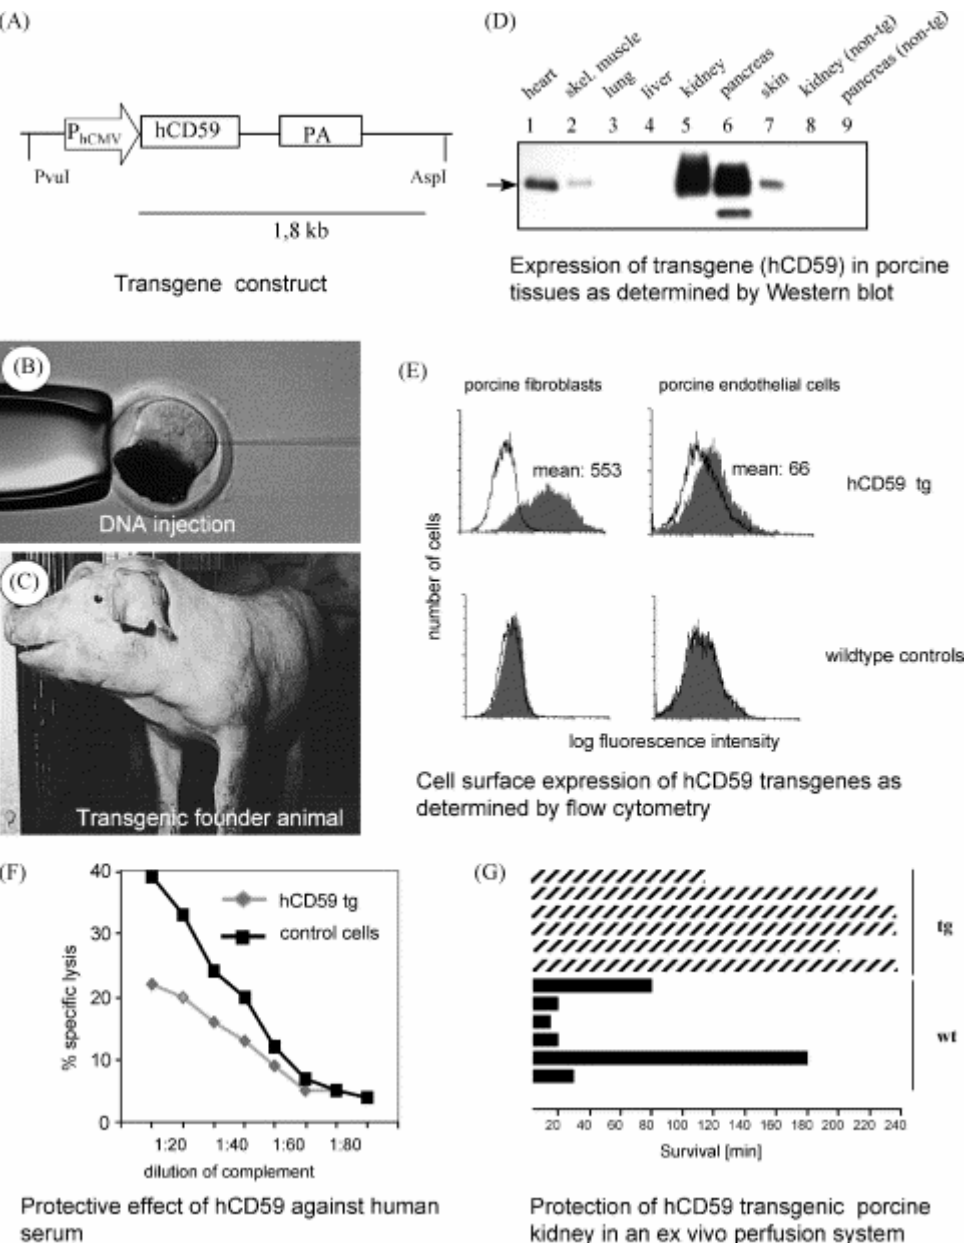 (A)
P hCMV
hCD59
PA
PvuI
AspI
1,8 kb
Transgene construct
(D)
heart
skel. muscle
lung
liver
kidney
pancreas
skin
kidney (non-tg)
pancreas (non-tg)
1 2 3 4 5 6 7 8 9
Expression of transgene (hCD59) in porcine
tissues as determined by Western blot
(B)
DNA injection
(C)
Transgenic founder animal
(E)
porcine fibroblasts
porcine endothelial cells
mean: 553
mean: 66
hCD59 tg
number of cells
wildtype controls
log fluorescence intensity
Cell surface expression of hCD59 transgenes as
determined by flow cytometry
(F)
40
30
20
10
0
% specific lysis
hCD59 tg
control cells
1:20 1:40 1:60 1:80
dilution of complement
Protective effect of hCD59 against human
serum
(G)
tg
wt
20 40 60 80 100 120 140 160 180 200 220 240
Survival [min]
Protection of hCD59 transgenic porcine
kidney in an ex vivo perfusion system